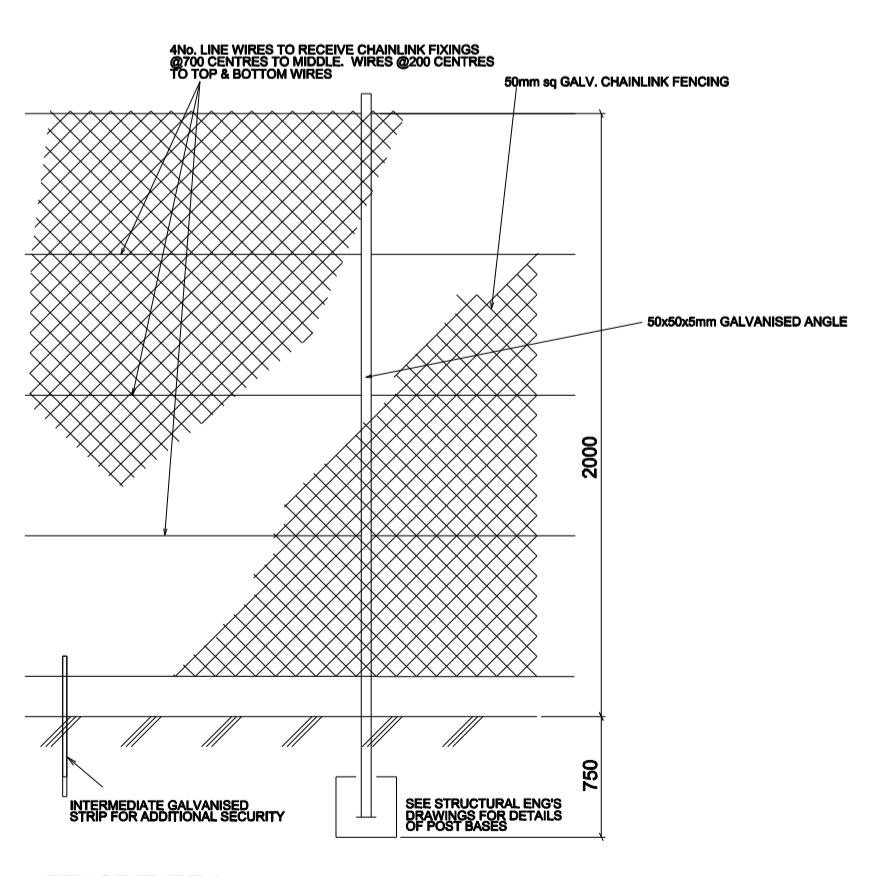 4No. LINE WIRES TO RECEIVE CHAINLINK FIXINGS
@700 CENTRES TO MIDDLE. WIRES @200 CENTRES
TO TOP & BOTTOM WIRES
50mm sq GALV. CHAINLINK FENCING
50x50x5mm GALVANISED ANGLE
2000
750
INTERMEDIATE GALVANISED
STRIP FOR ADDITIONAL SECURITY
SEE STRUCTURAL ENG'S
DRAWINGS FOR DETAILS
OF POST BASES